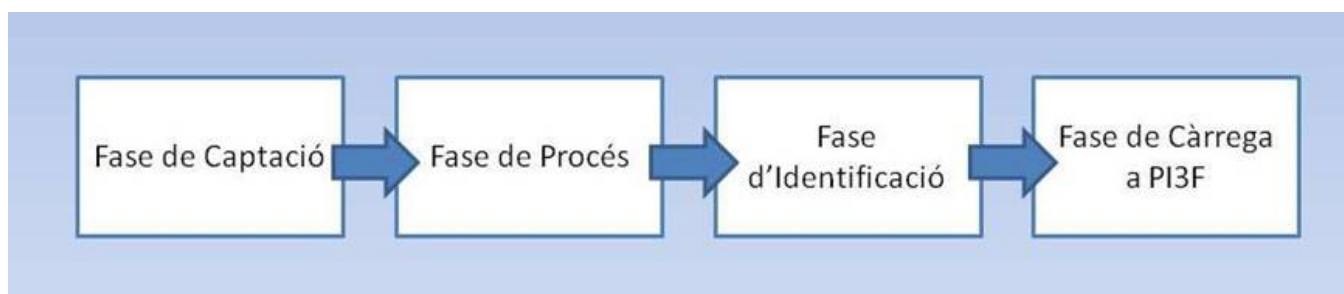 Fase de Captació
Fase de Procés
Fase
d’Identificació
Fase de Càrrega
a PI3F